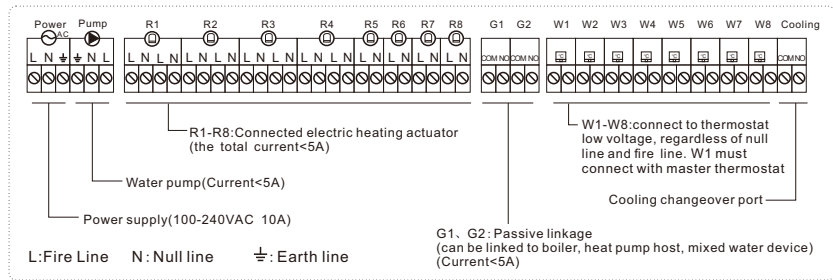 Power Pump R1 R2 R3 R4 R5 R6 R7 R8 G1 G2 W1 W2 W3 W4 W5 W6 W7 W8 Cooling
AC
L N ⏚ ⏚ N L L N L N L N L N L N L N L N L N L N L N L N L N COM NO COM NO COM NO
R1-R8:Connected electric heating actuator
(the total current<5A)
Water pump(Current<5A)
Power supply(100-240VAC 10A)
W1-W8:connect to thermostat
low voltage, regardless of null
line and fire line. W1 must
connect with master thermostat
Cooling changeover port
G1、G2: Passive linkage
(can be linked to boiler, heat pump host, mixed water device)
(Current<5A)
L:Fire Line N: Null line ⏚: Earth line